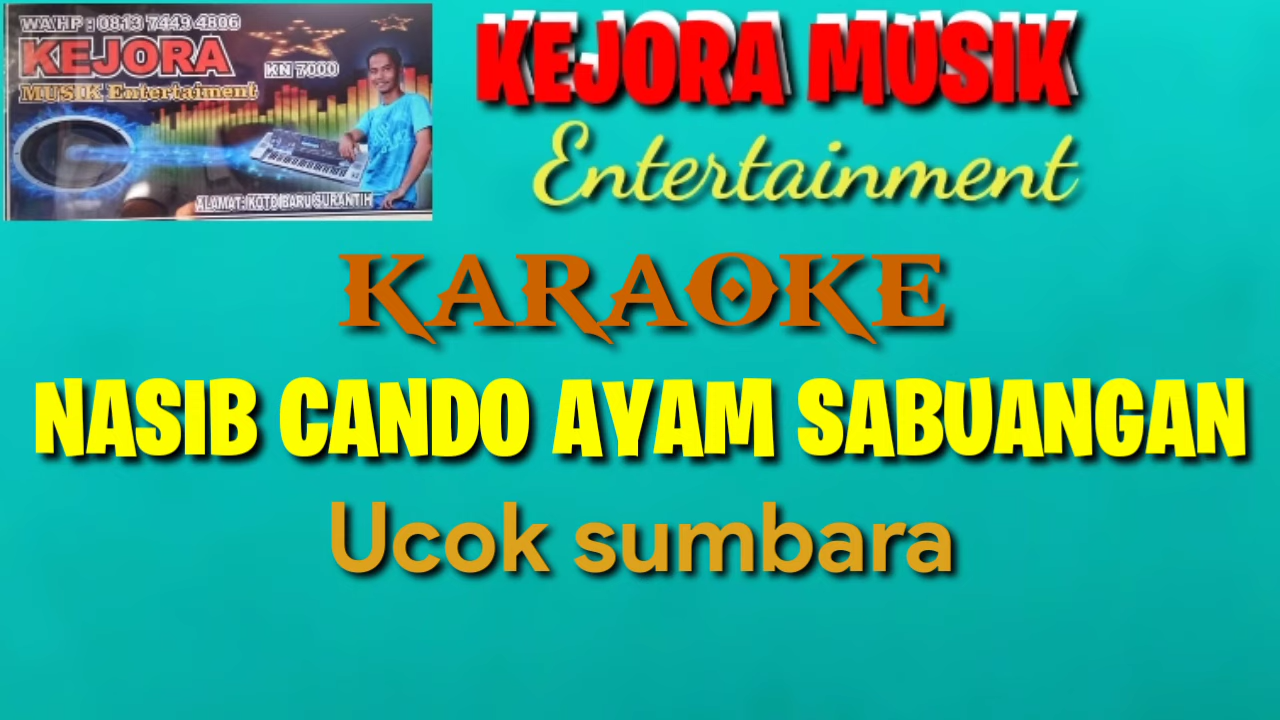 WA/HP : 0813 7449 4806
KEJORA
KN 7000
MUSIK Entertaiment
ALAMAT: KOTO BARU SURANTIH
KEJORA MUSIK
Entertainment
KARAOKE
NASIB CANDO AYAM SABUANGAN
Ucok sumbara